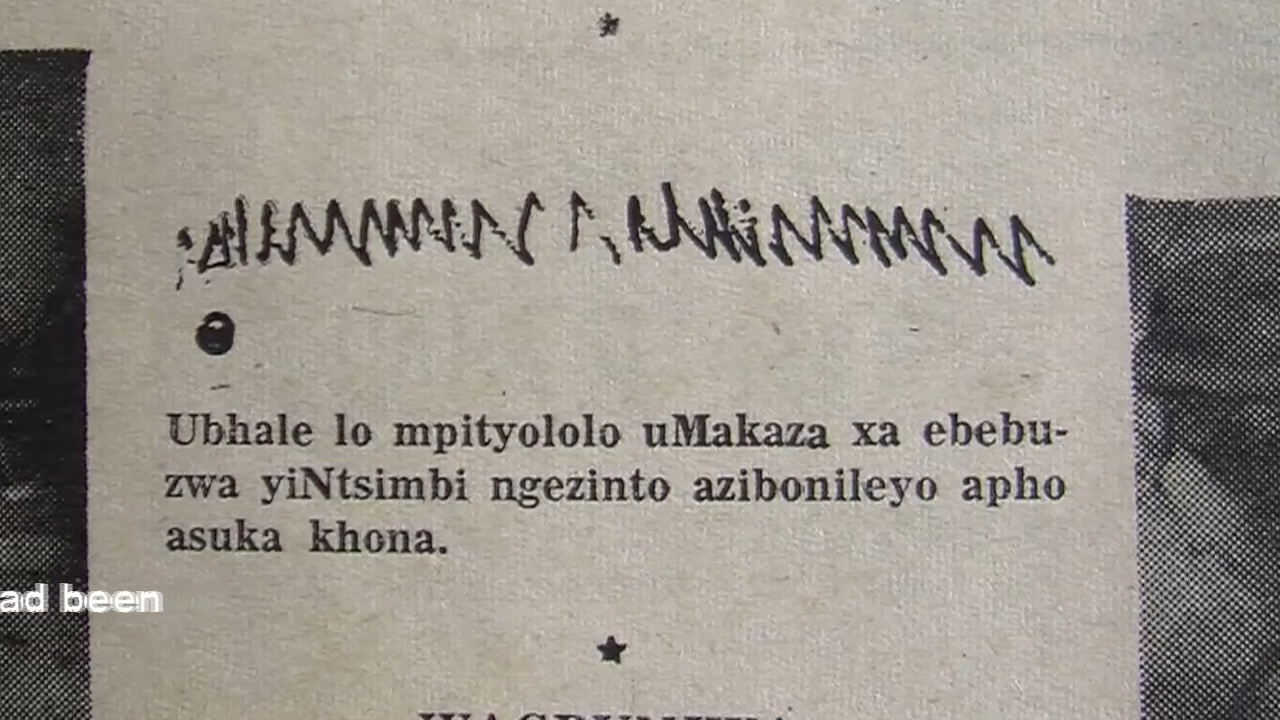 Ubhale lo mpityololo uMakaza xa ebebu-
zwa yiNtsimbi ngezinto azibonileyo apho
asuka khona.
ad been